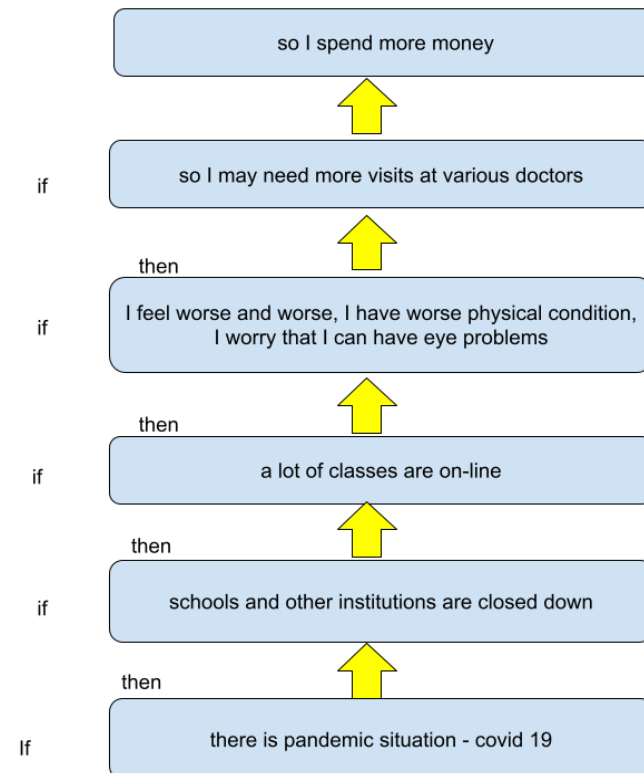 so I spend more money
if
so I may need more visits at various doctors
then
if
I feel worse and worse, I have worse physical condition,
I worry that I can have eye problems
then
if
a lot of classes are on-line
then
if
schools and other institutions are closed down
then
If
there is pandemic situation - covid 19